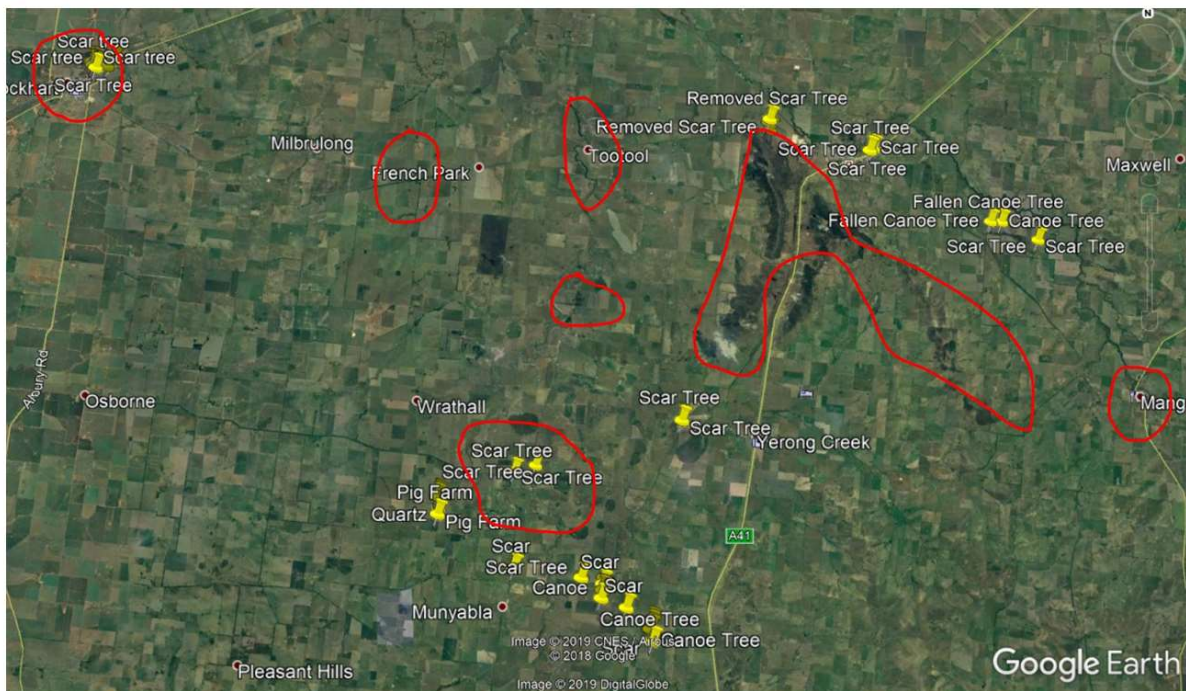 N
Scar tree
Scar tree
Scar tree
Scar Tree
Milbrulong
French Park
Removed Scar Tree
Removed Scar Tree
Tootool
Scar Tree
Scar Tree
Scar Tree
Scar Tree
Maxwell
Fallen Canoe Tree
Fallen Canoe Tree
Canoe Tree
Scar Tree
Scar Tree
Osborne
Wrathall
Scar Tree
Scar Tree
Mang
Yerong Creek
Scar Tree
Scar Tree
Scar Tree
Pig Farm
Quartz
Pig Farm
A41
Scar
Scar Tree
Scar
Canoe
Scar
Munyabla
Canoe Tree
Canoe Tree
Image © 2019 CNES / Airbus
© 2018 Google
Pleasant Hills
Image © 2019 DigitalGlobe
Google Earth